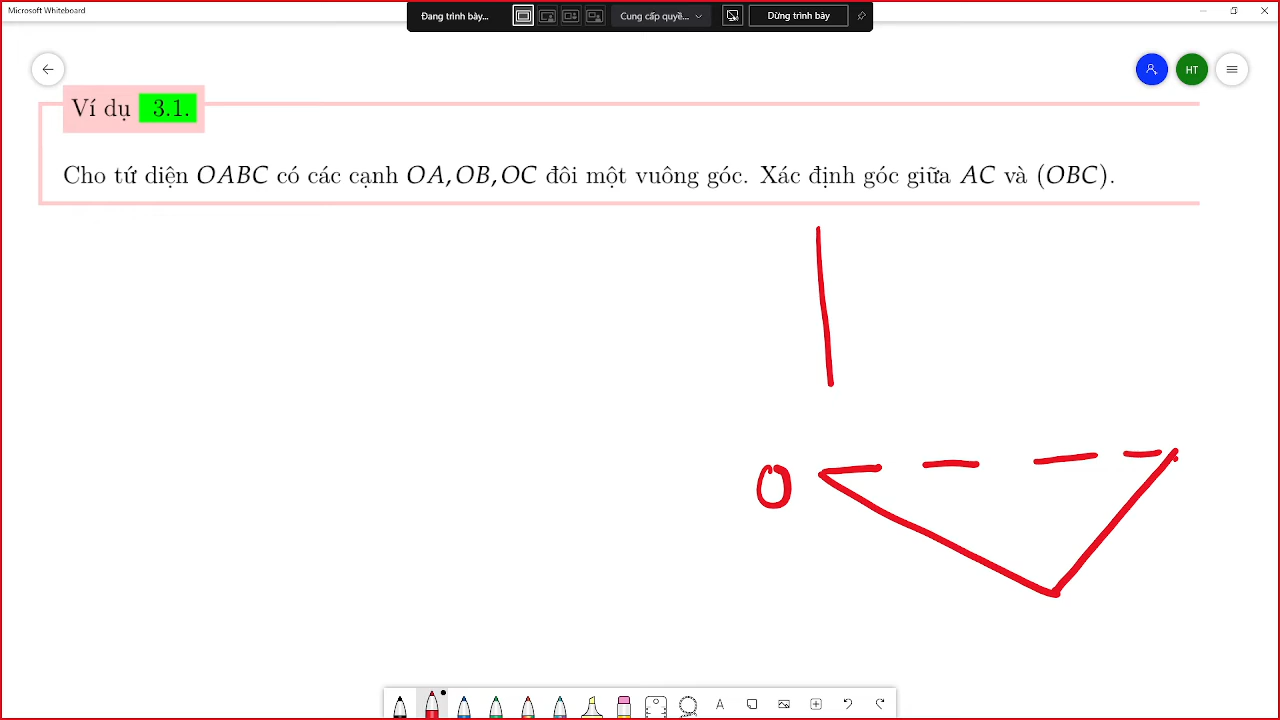 Microsoft Whiteboard
Đang trình bày...
Cung cấp quyề...
Dừng trình bày
HT
Ví dụ 3.1.
Cho tứ diện OABC có các cạnh OA, OB, OC đôi một vuông góc. Xác định góc giữa AC và (OBC).
O
A